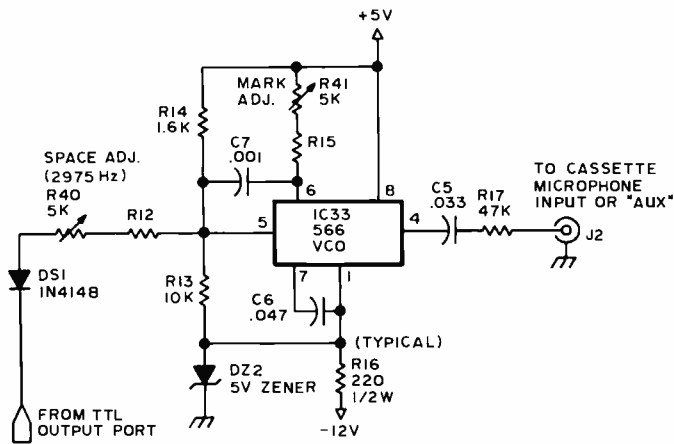 +5V
MARK
ADJ.
R41
5K
R14
1.6K
R15
C7
.001
SPACE ADJ.
(2975 Hz)
R40
5K
R12
6
8
5
IC33
566
VCO
4
C5
.033
R17
47K
TO CASSETTE
MICROPHONE
INPUT OR "AUX"
J2
7
1
DS1
1N4148
R13
10K
C6
.047
(TYPICAL)
DZ2
5V ZENER
R16
220
1/2W
-12V
FROM TTL
OUTPUT PORT